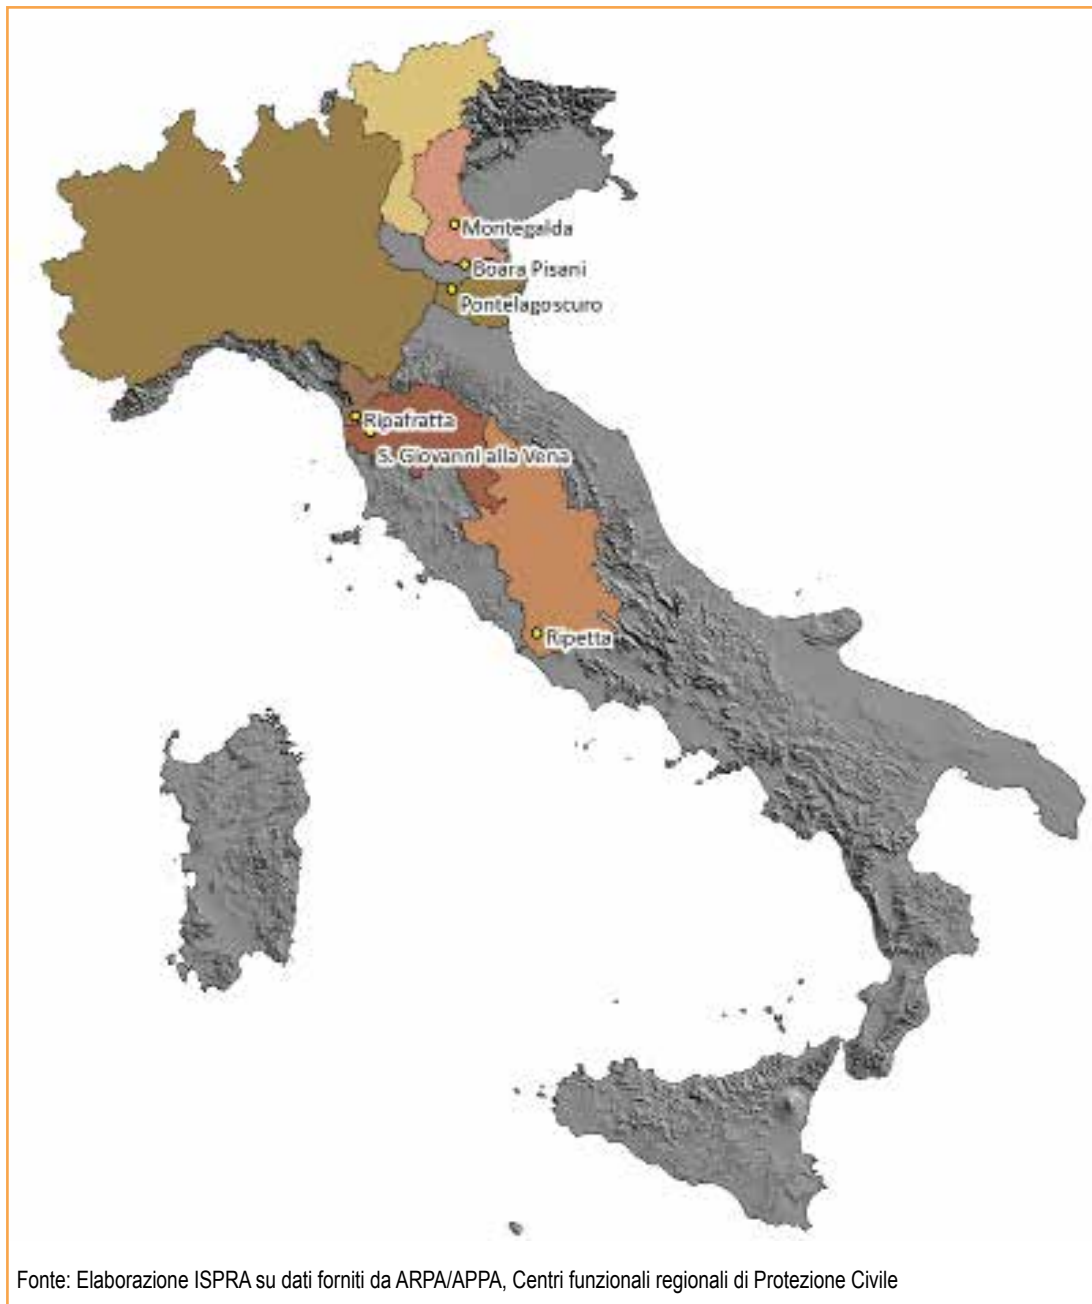 Montegalda
Boara Pisani
Pontelagoscuro
Ripafratta
S. Giovanni alla Vena
Ripetta
Fonte: Elaborazione ISPRA su dati forniti da ARPA/APPA, Centri funzionali regionali di Protezione Civile